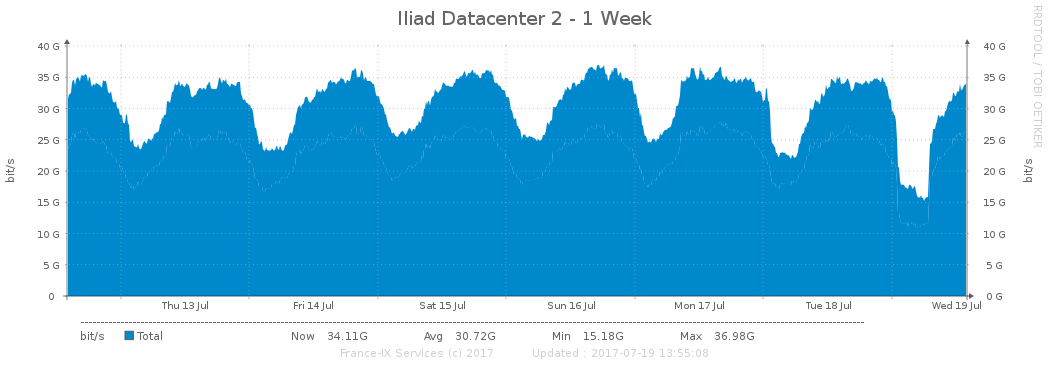 Iliad Datacenter 2 - 1 Week
RRDTOOL / TOBI OETIKER
40 G 40 G
35 G 35 G
30 G 30 G
25 G 25 G
20 G 20 G
15 G 15 G
10 G 10 G
5 G 5 G
0 0 G
bit/s bit/s
Thu 13 Jul Fri 14 Jul Sat 15 Jul Sun 16 Jul Mon 17 Jul Tue 18 Jul Wed 19 Jul
bit/s Total Now 34.11G Avg 30.72G Min 15.18G Max 36.98G
France-IX Services (c) 2017 Updated : 2017-07-19 13:55:08